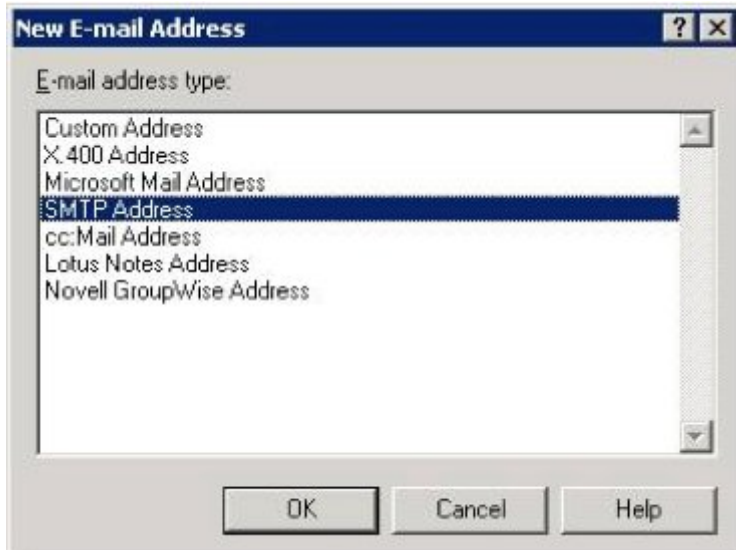 New E-mail Address
E-mail address type:
Custom Address
X.400 Address
Microsoft Mail Address
SMTP Address
cc:Mail Address
Lotus Notes Address
Novell GroupWise Address
OK Cancel Help